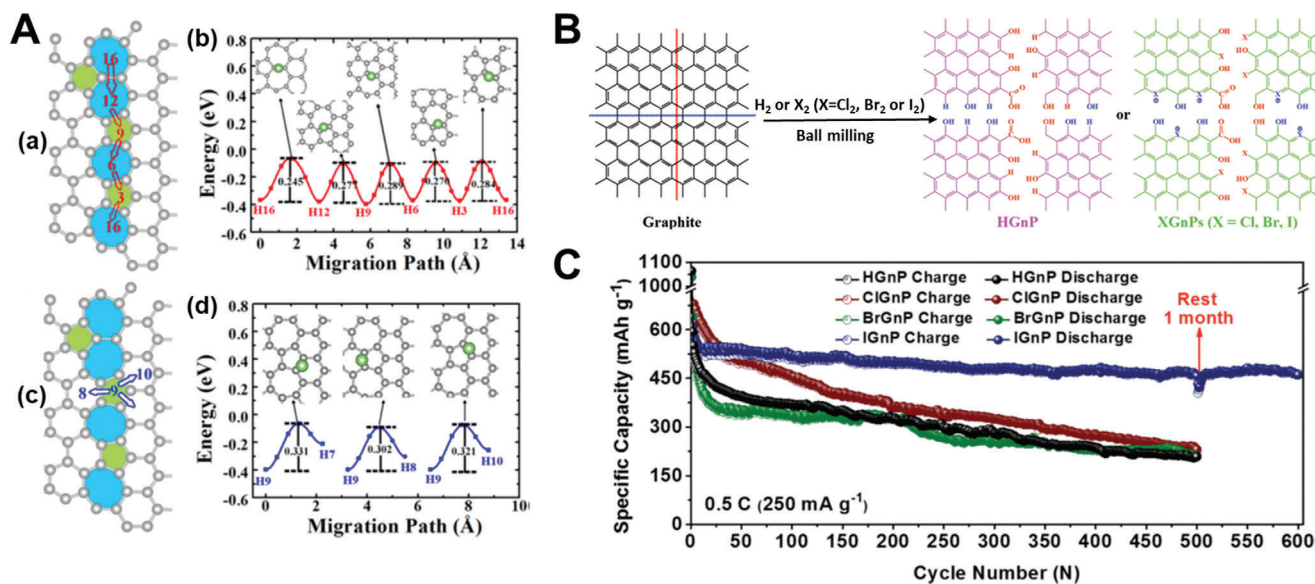 A
(a)
16
12
9
6
3
16
(b)
Energy (eV)
0.8
0.6
0.4
0.2
0.0
-0.2
-0.4
-0.6
0.245
0.277
0.289
0.270
0.284
H16
H12
H9
H6
H3
H16
0 2 4 6 8 10 12 14
Migration Path (Å)
(c)
10
8 9
(d)
Energy (eV)
0.8
0.6
0.4
0.2
0.0
-0.2
-0.4
-0.6
0.331
0.302
0.321
H9
H7
H9
H8
H9
H10
0 2 4 6 8 10
Migration Path (Å)
B
Graphite
H2 or X2 (X=Cl2, Br2 or I2)
Ball milling
or
HGnP
XGnPs (X = Cl, Br, I)
C
Specific Capacity (mAh g⁻¹)
1100
1000
600
450
300
150
0
HGnP Charge HGnP Discharge
ClGnP Charge ClGnP Discharge
BrGnP Charge BrGnP Discharge
IGnP Charge IGnP Discharge
Rest
1 month
0.5 C (250 mA g⁻¹)
0 50 100 150 200 250 300 350 400 450 500 550 600
Cycle Number (N)